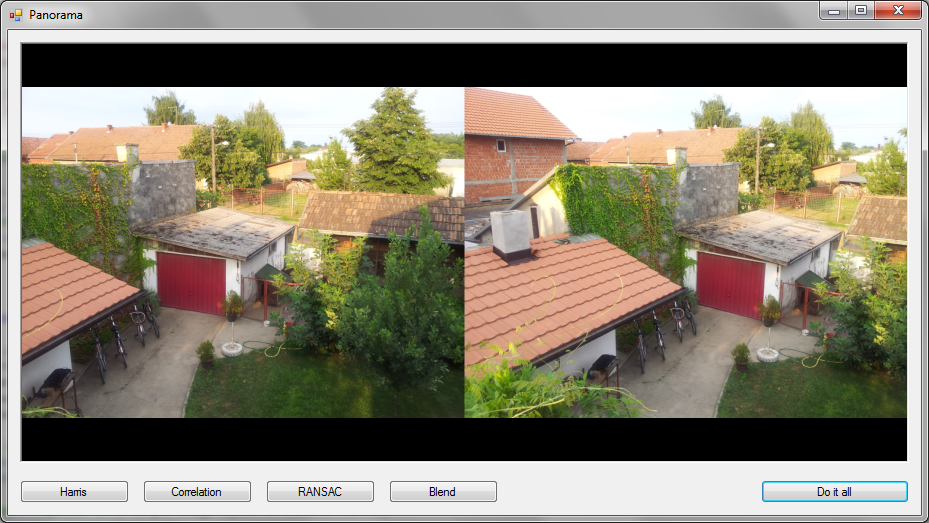 Panorama
Harris
Correlation
RANSAC
Blend
Do it all